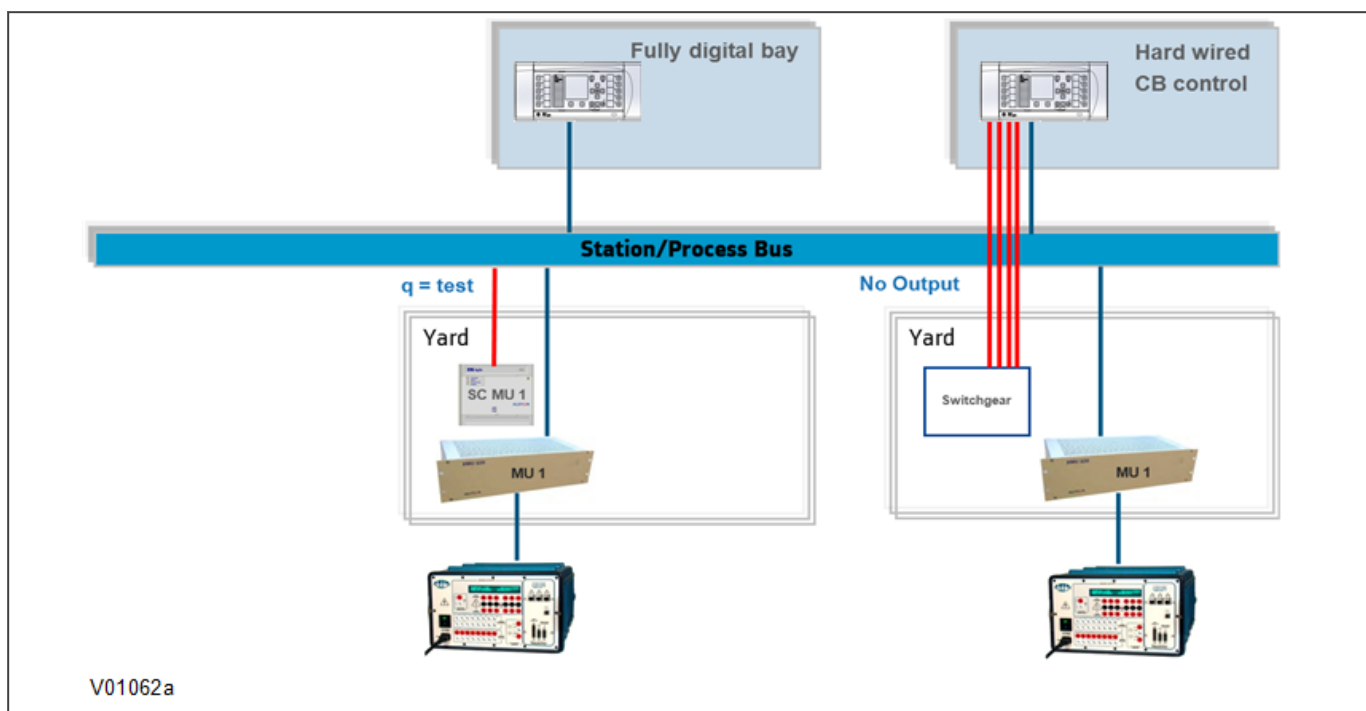 Fully digital bay
Hard wired
CB control
Station/Process Bus
q = test
No Output
Yard
Yard
SC MU 1
Switchgear
MU 1
MU 1
V01062a